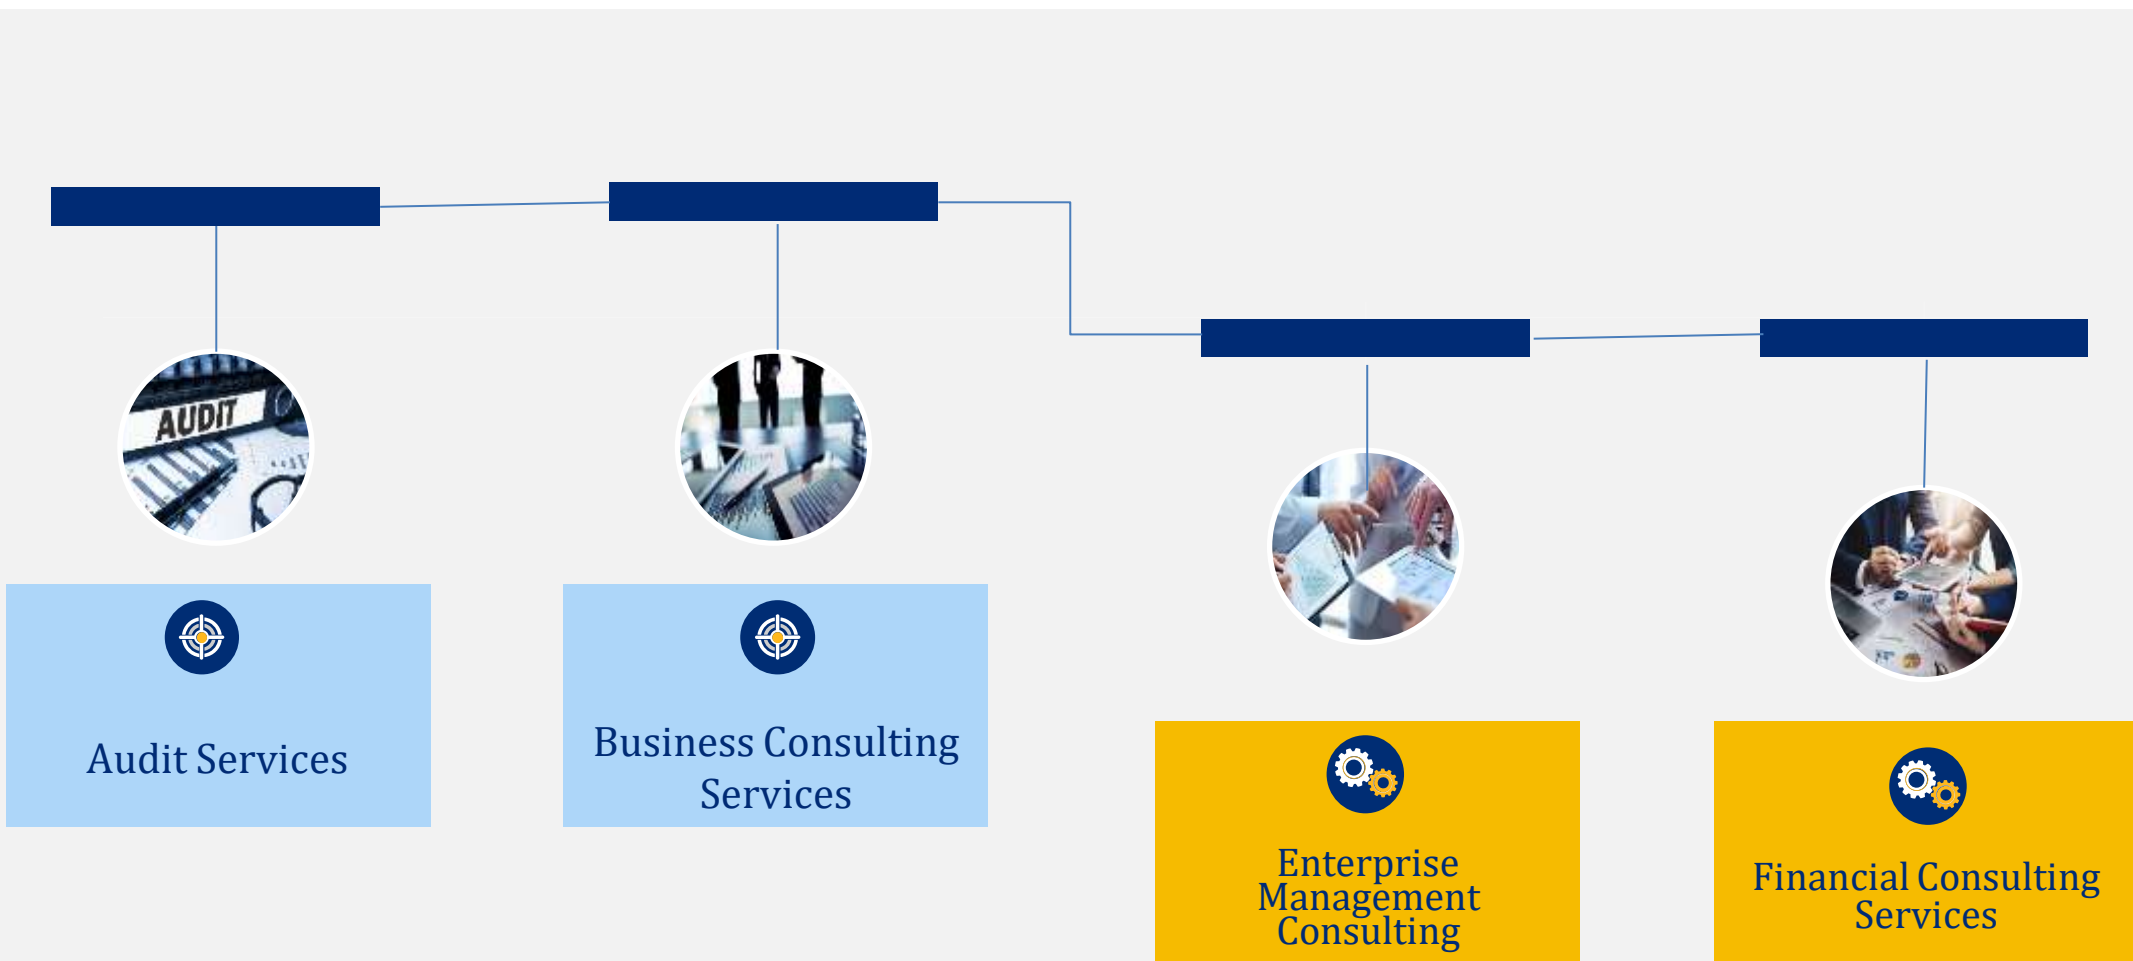 AUDIT
Audit Services
Business Consulting
Services
Enterprise
Management
Consulting
Financial Consulting
Services